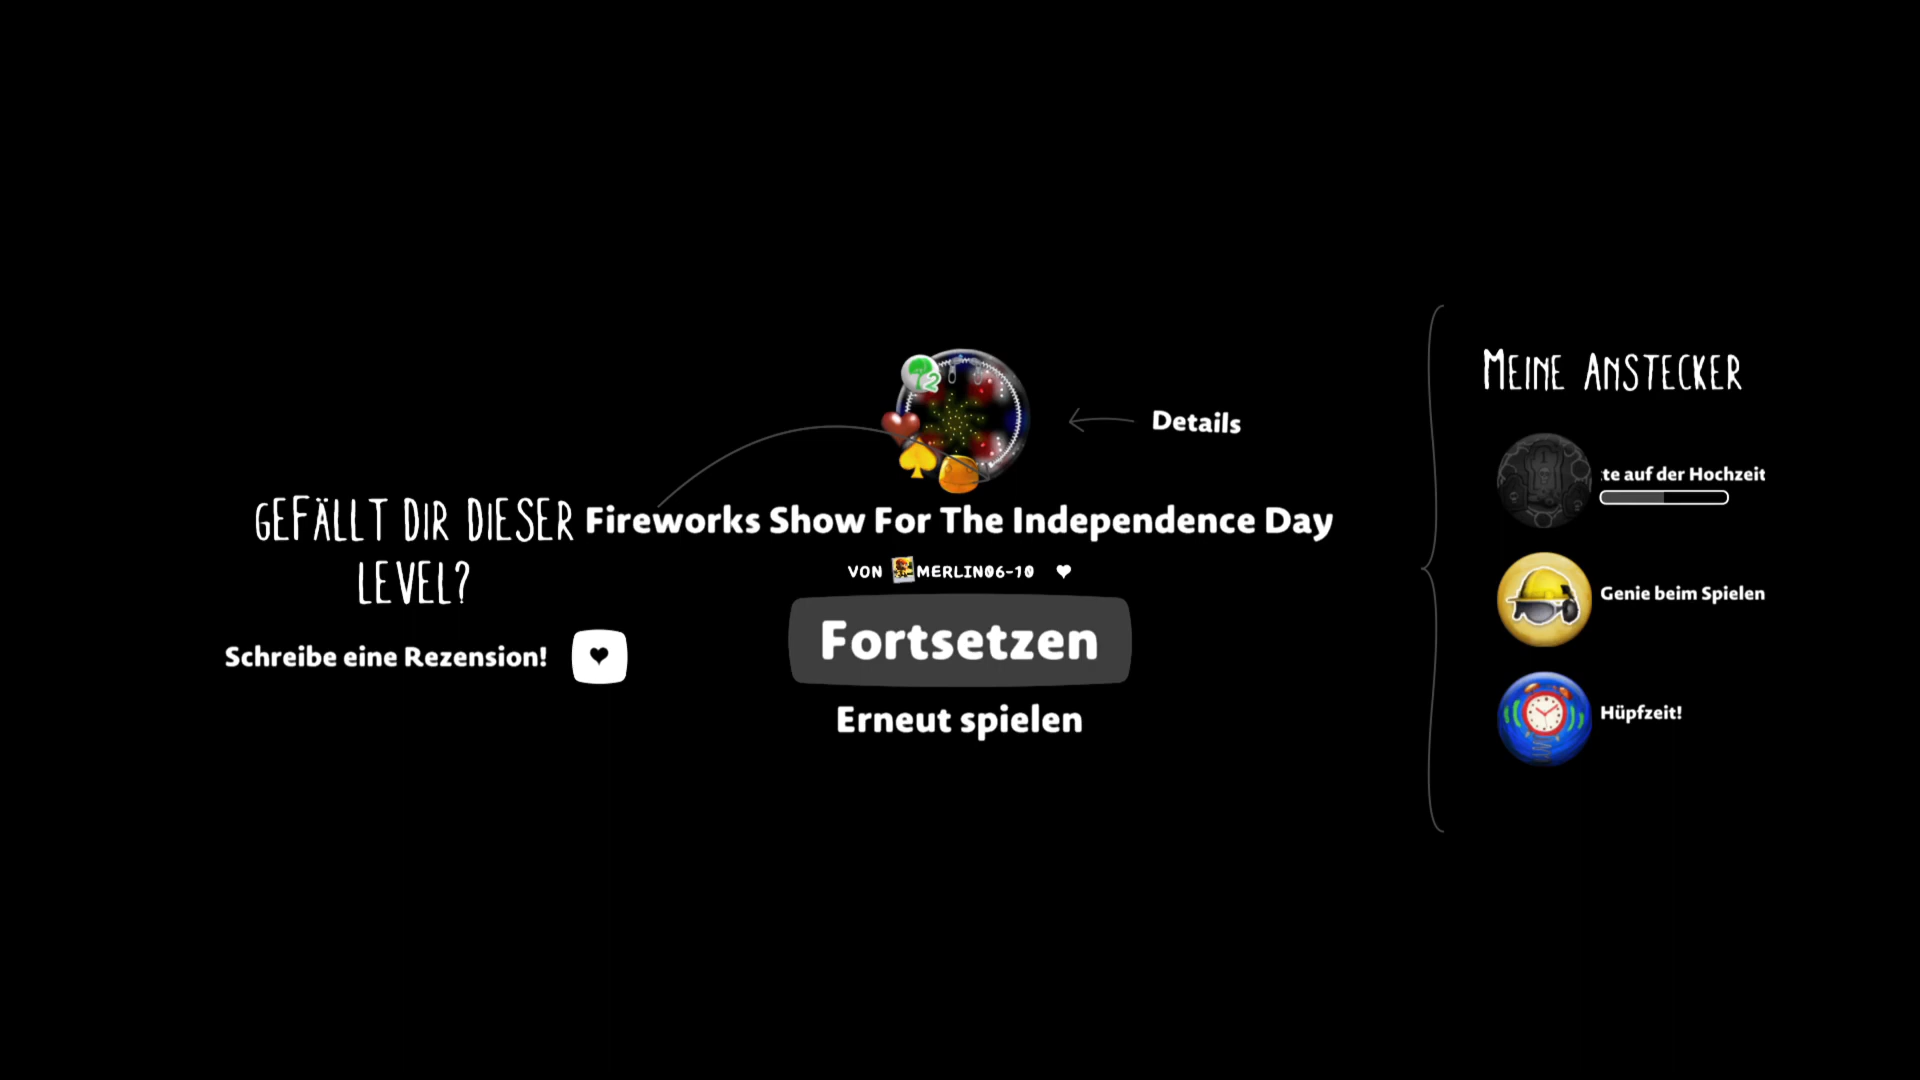 Details
GEFÄLLT DIR DIESER
LEVEL?
Schreibe eine Rezension!
Fireworks Show For The Independence Day
VON MERLIN06-10
Fortsetzen
Erneut spielen
MEINE ANSTECKER
te auf der Hochzeit
Genie beim Spielen
Hüpfzeit!